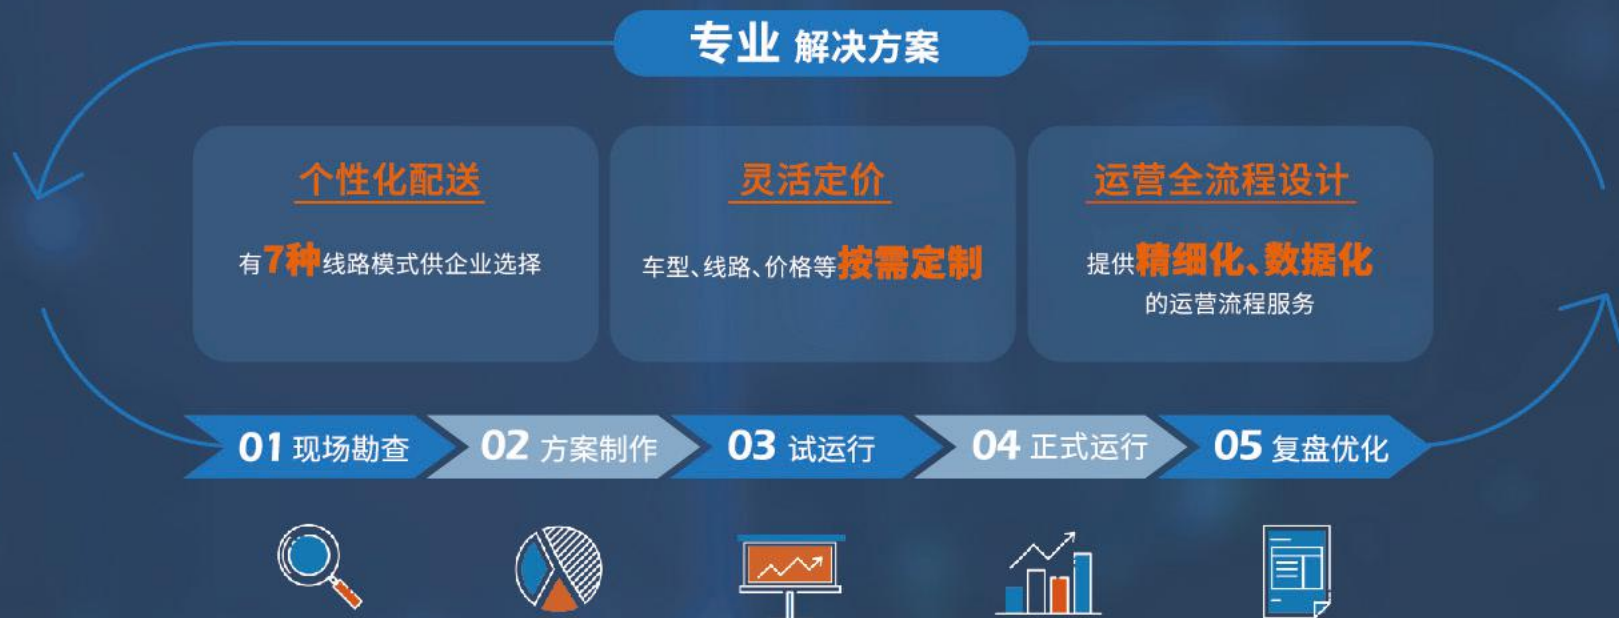 专业 解决方案
个性化配送
有7种线路模式供企业选择
灵活定价
车型、线路、价格等按需定制
运营全流程设计
提供精细化、数据化
的运营流程服务
01 现场勘查
02 方案制作
03 试运行
04 正式运行
05 复盘优化